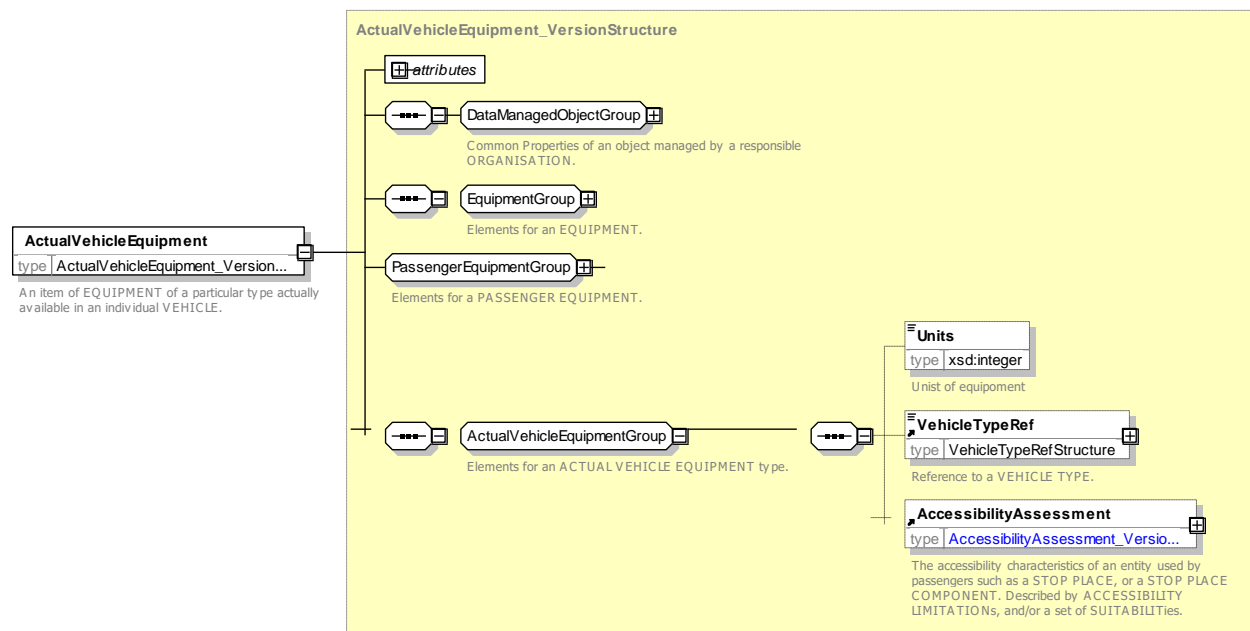 ActualVehicleEquipment_VersionStructure
attributes
DataManagedObjectGroup
Common Properties of an object managed by a responsible
ORGANISATION.
EquipmentGroup
Elements for an EQUIPMENT.
ActualVehicleEquipment
type ActualVehicleEquipment_Version...
An item of EQUIPMENT of a particular type actually
available in an individual VEHICLE.
PassengerEquipmentGroup
Elements for a PASSENGER EQUIPMENT.
Units
type xsd:integer
Unist of equipoment
ActualVehicleEquipmentGroup
Elements for an ACTUAL VEHICLE EQUIPMENT type.
VehicleTypeRef
type VehicleTypeRefStructure
Reference to a VEHICLE TYPE.
AccessibilityAssessment
type AccessibilityAssessment_Versio...
The accessibility characteristics of an entity used by
passengers such as a STOP PLACE, or a STOP PLACE
COMPONENT. Described by ACCESSIBILITY
LIMITATIONs, and/or a set of SUITABILITies.